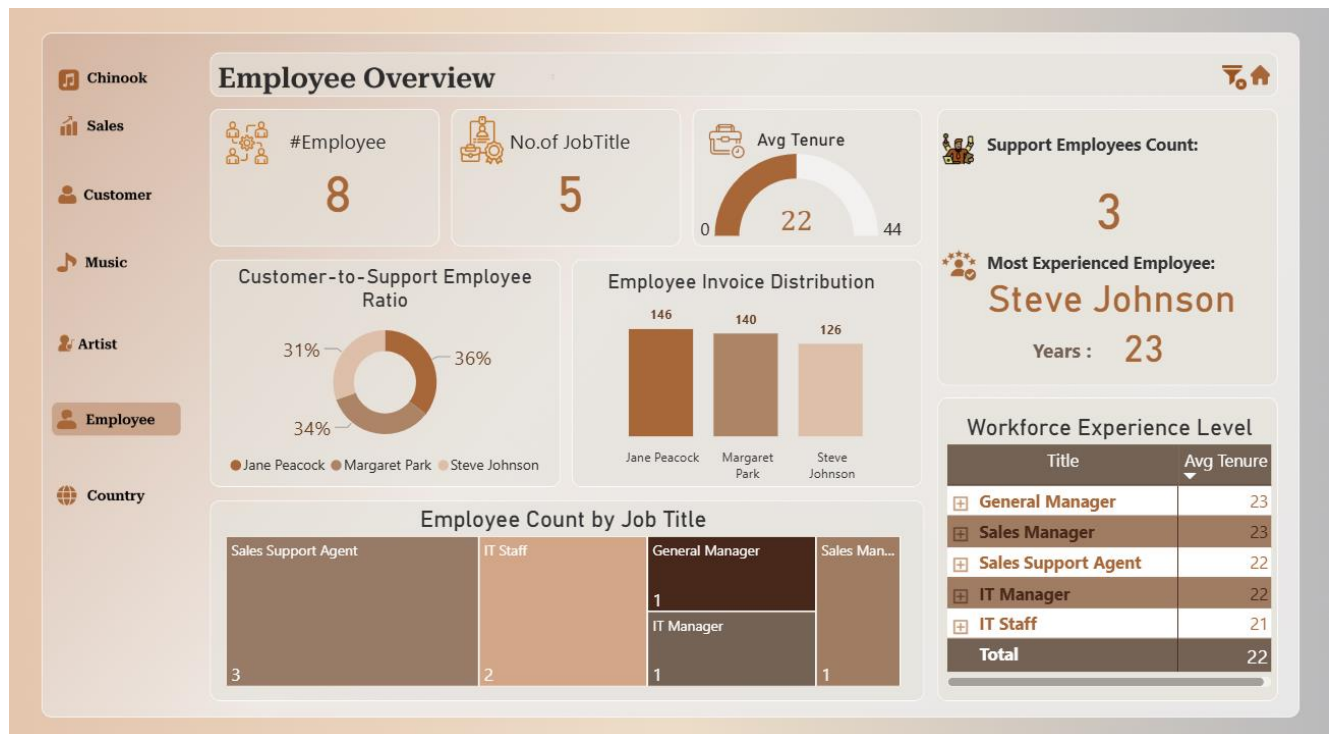 Chinook
Sales
Customer
Music
Artist
Employee
Country
Employee Overview
#Employee
8
No.of JobTitle
5
Avg Tenure
0
22
44
Support Employees Count:
3
Most Experienced Employee:
Steve Johnson
Years : 23
Customer-to-Support Employee
Ratio
31%
36%
34%
Jane Peacock Margaret Park Steve Johnson
Employee Invoice Distribution
146
140
126
Jane Peacock
Margaret
Park
Steve
Johnson
Employee Count by Job Title
Sales Support Agent
3
IT Staff
2
General Manager
1
IT Manager
1
Sales Man...
1
Workforce Experience Level
Title Avg Tenure
General Manager 23
Sales Manager 23
Sales Support Agent 22
IT Manager 22
IT Staff 21
Total 22